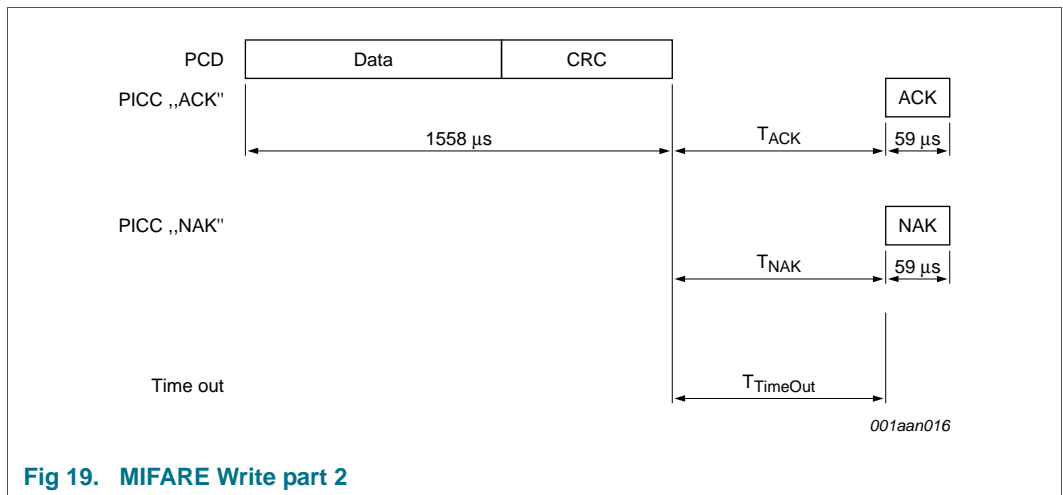 PCD Data CRC
PICC ,,ACK" ACK
1558 μs TACK 59 μs
PICC ,,NAK" NAK
TNAK 59 μs
Time out TTimeOut
001aan016
Fig 19. MIFARE Write part 2